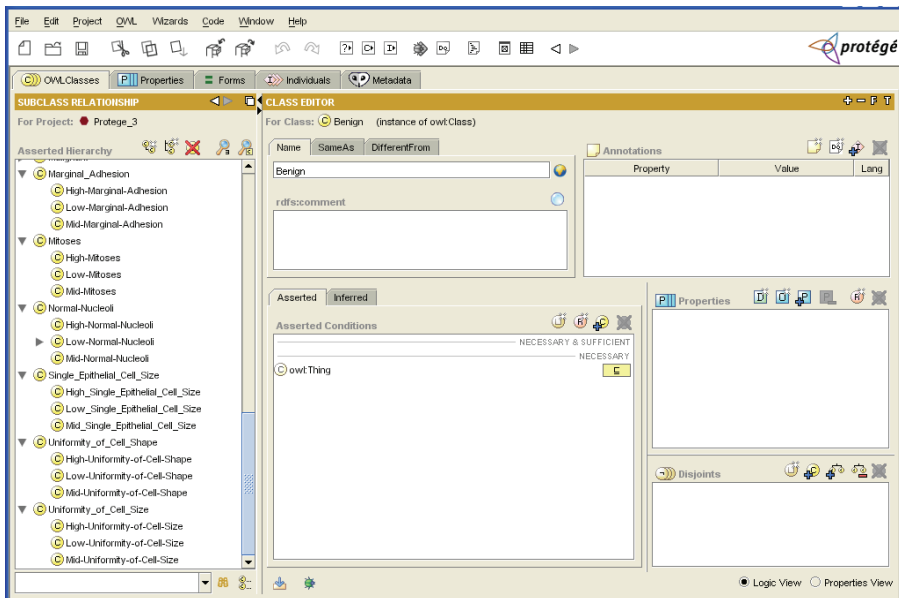 File Edit Project OWL Wizards Code Window Help
protégé
OWLClasses Properties Forms Individuals Metadata
SUBCLASS RELATIONSHIP
For Project: Protege_3
Asserted Hierarchy
Marginal_Adhesion
High-Marginal-Adhesion
Low-Marginal-Adhesion
Mid-Marginal-Adhesion
Mitoses
High-Mitoses
Low-Mitoses
Mid-Mitoses
Normal-Nucleoli
High-Normal-Nucleoli
Low-Normal-Nucleoli
Mid-Normal-Nucleoli
Single_Epithelial_Cell_Size
High_Single_Epithelial_Cell_Size
Low_Single_Epithelial_Cell_Size
Mid_Single_Epithelial_Cell_Size
Uniformity_of_Cell_Shape
High-Uniformity-of-Cell-Shape
Low-Uniformity-of-Cell-Shape
Mid-Uniformity-of-Cell-Shape
Uniformity_of_Cell_Size
High-Uniformity-of-Cell-Size
Low-Uniformity-of-Cell-Size
Mid-Uniformity-of-Cell-Size
CLASS EDITOR
For Class: Benign (instance of owl:Class)
Name SameAs DifferentFrom
Benign
rdfs:comment
Annotations
Property Value Lang
Asserted Inferred
Asserted Conditions
NECESSARY & SUFFICIENT
NECESSARY
owl:Thing
Properties
Disjoints
Logic View Properties View